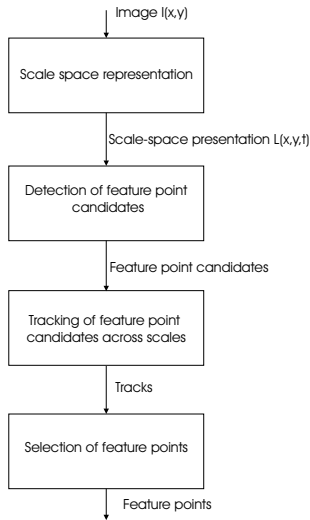 Image I(x,y)
Scale space representation
Scale-space presentation L(x,y,t)
Detection of feature point
candidates
Feature point candidates
Tracking of feature point
candidates across scales
Tracks
Selection of feature points
Feature points